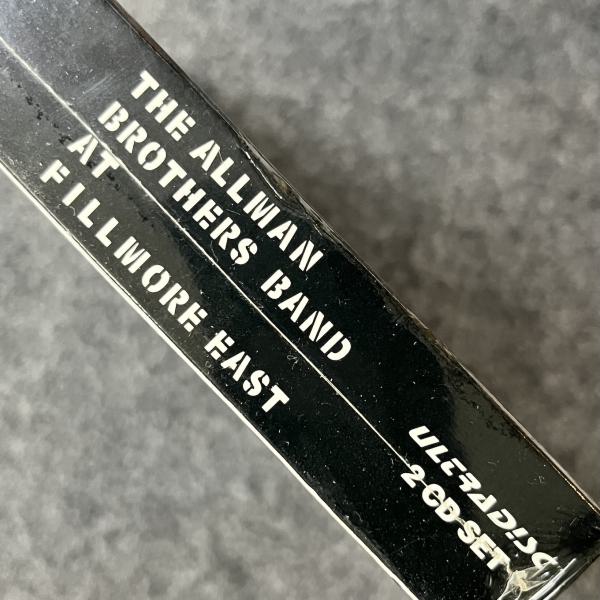 THE ALLMAN
BROTHERS BAND
AT
FILLMORE EAST
ULTRADISC
2 CD SET